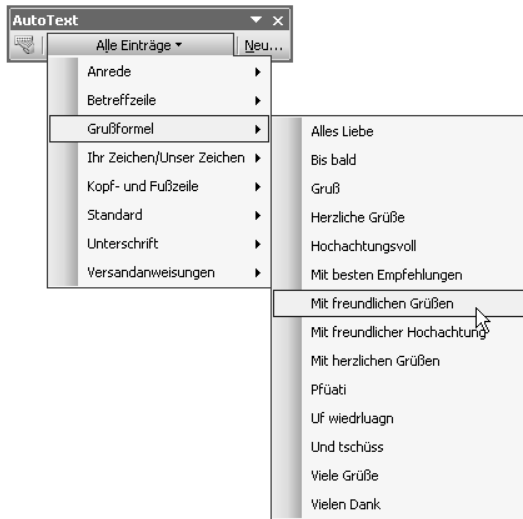 AutoText
Alle Einträge Neu...
Anrede
Betreffzeile
Grußformel
Ihr Zeichen/Unser Zeichen
Kopf- und Fußzeile
Standard
Unterschrift
Versandanweisungen
Alles Liebe
Bis bald
Gruß
Herzliche Grüße
Hochachtungsvoll
Mit besten Empfehlungen
Mit freundlichen Grüßen
Mit freundlicher Hochachtung
Mit herzlichen Grüßen
Pfüati
Uf wiedrluagn
Und tschüss
Viele Grüße
Vielen Dank